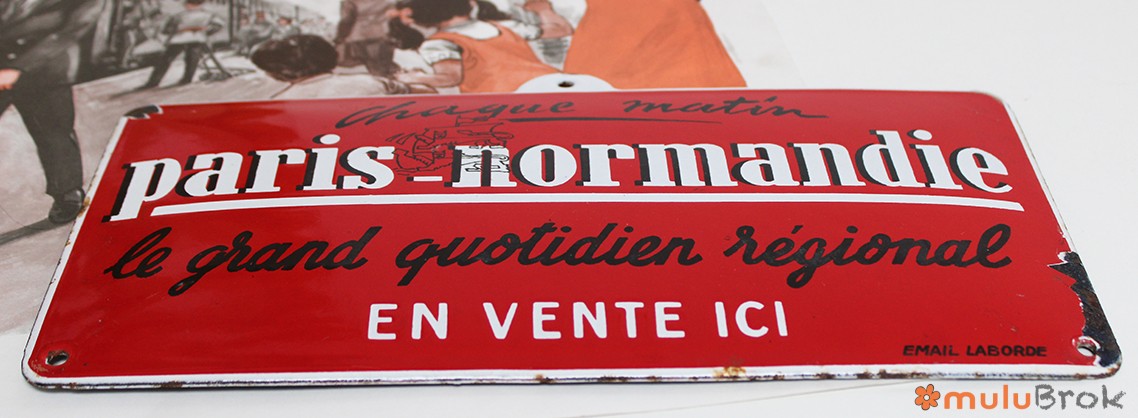 chaque matin
paris-normandie
le grand quotidien régional
EN VENTE ICI
EMAIL LABORDE
muluBrok